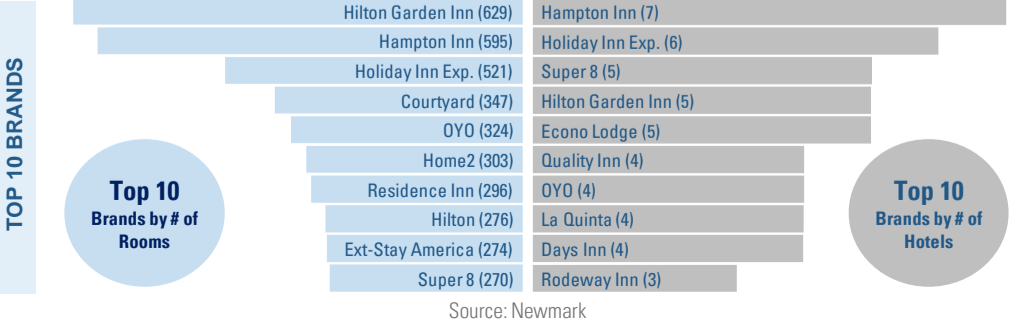 TOP 10 BRANDS
Hilton Garden Inn (629)
Hampton Inn (595)
Holiday Inn Exp. (521)
Courtyard (347)
OYO (324)
Home2 (303)
Residence Inn (296)
Hilton (276)
Ext-Stay America (274)
Super 8 (270)
Top 10
Brands by # of
Rooms
Hampton Inn (7)
Holiday Inn Exp. (6)
Super 8 (5)
Hilton Garden Inn (5)
Econo Lodge (5)
Quality Inn (4)
OYO (4)
La Quinta (4)
Days Inn (4)
Rodeway Inn (3)
Top 10
Brands by # of
Hotels
Source: Newmark